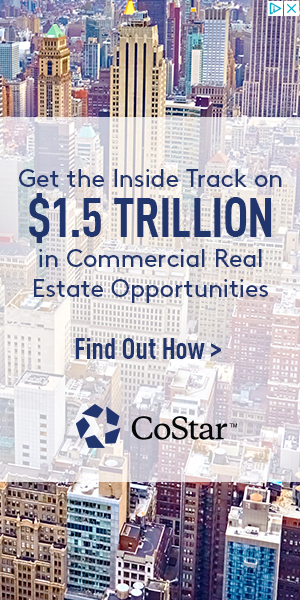 Get the Inside Track on
$1.5 TRILLION
in Commercial Real
Estate Opportunities
Find Out How >
CoStar™